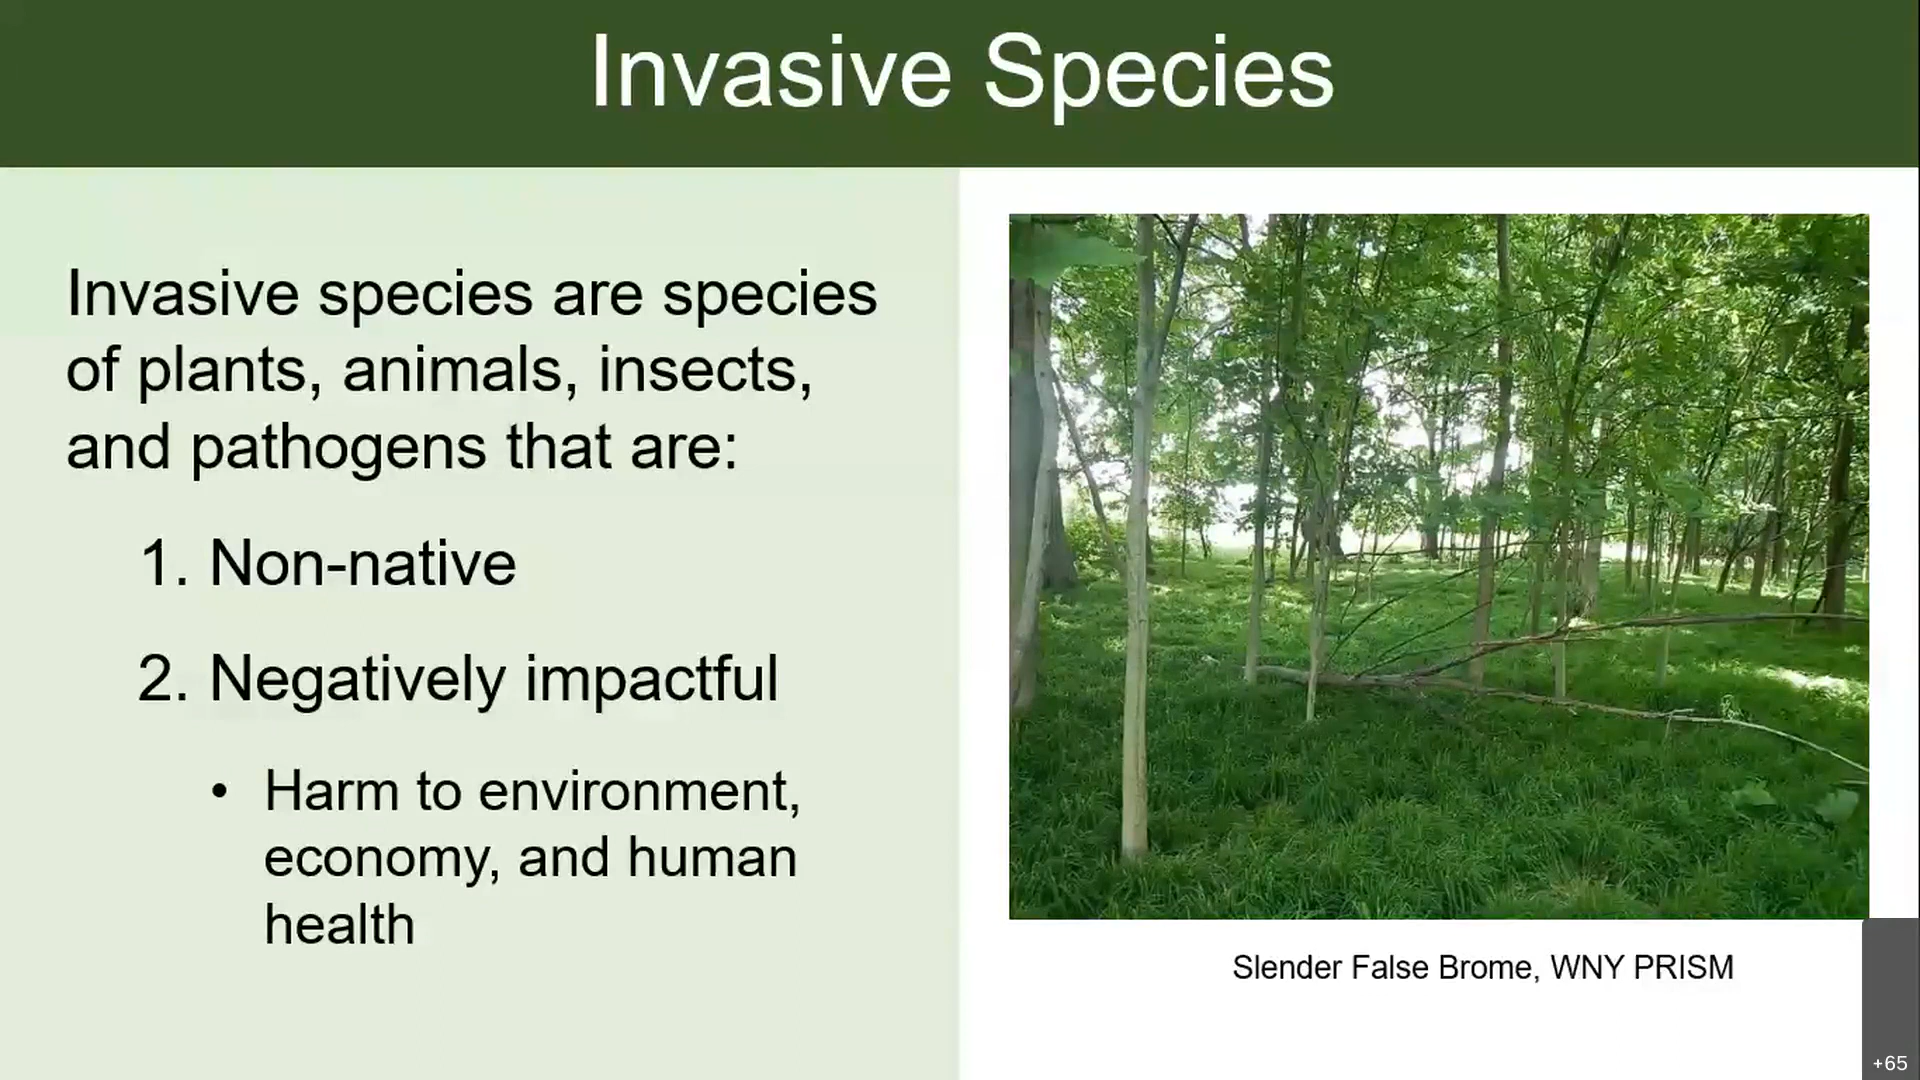 Invasive Species
Invasive species are species
of plants, animals, insects,
and pathogens that are:
1. Non-native
2. Negatively impactful
• Harm to environment,
economy, and human
health
Slender False Brome, WNY PRISM
+65